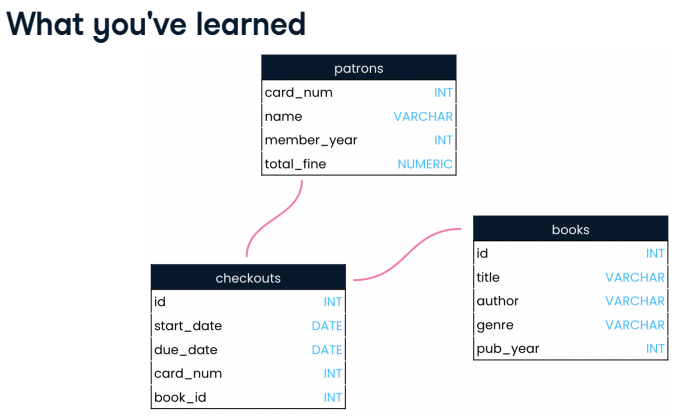 What you've learned
patrons
card_num INT
name VARCHAR
member_year INT
total_fine NUMERIC
books
id INT
title VARCHAR
author VARCHAR
genre VARCHAR
pub_year INT
checkouts
id INT
start_date DATE
due_date DATE
card_num INT
book_id INT